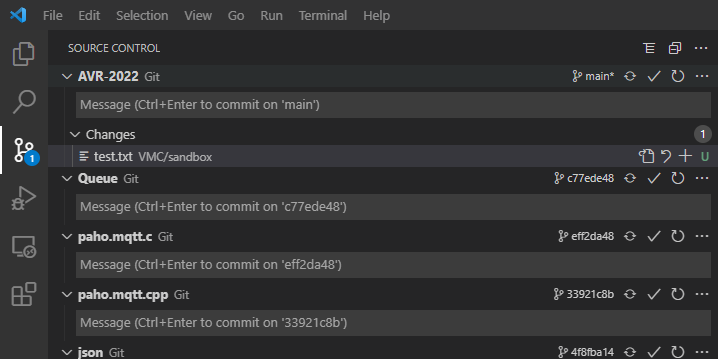 File Edit Selection View Go Run Terminal Help
SOURCE CONTROL
AVR-2022 Git main*
Message (Ctrl+Enter to commit on 'main')
Changes 1
1
test.txt VMC/sandbox U
Queue Git c77ede48
Message (Ctrl+Enter to commit on 'c77ede48')
paho.mqtt.c Git eff2da48
Message (Ctrl+Enter to commit on 'eff2da48')
paho.mqtt.cpp Git 33921c8b
Message (Ctrl+Enter to commit on '33921c8b')
json Git 4f8fba14